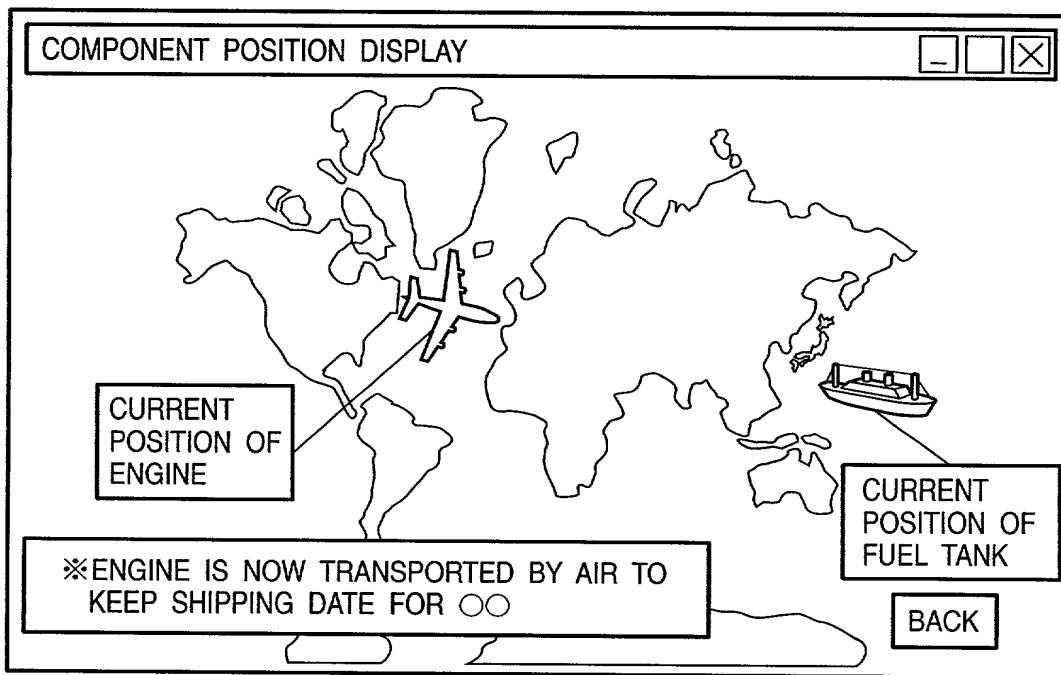 COMPONENT POSITION DISPLAY
CURRENT
POSITION OF
ENGINE
CURRENT
POSITION OF
FUEL TANK
※ENGINE IS NOW TRANSPORTED BY AIR TO
KEEP SHIPPING DATE FOR ○○
BACK